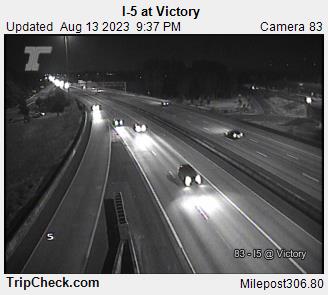 I-5 at Victory
Updated Aug 13 2023 9:37 PM Camera 83
S
83 - I5 @ Victory
TripCheck.com Milepost306.80